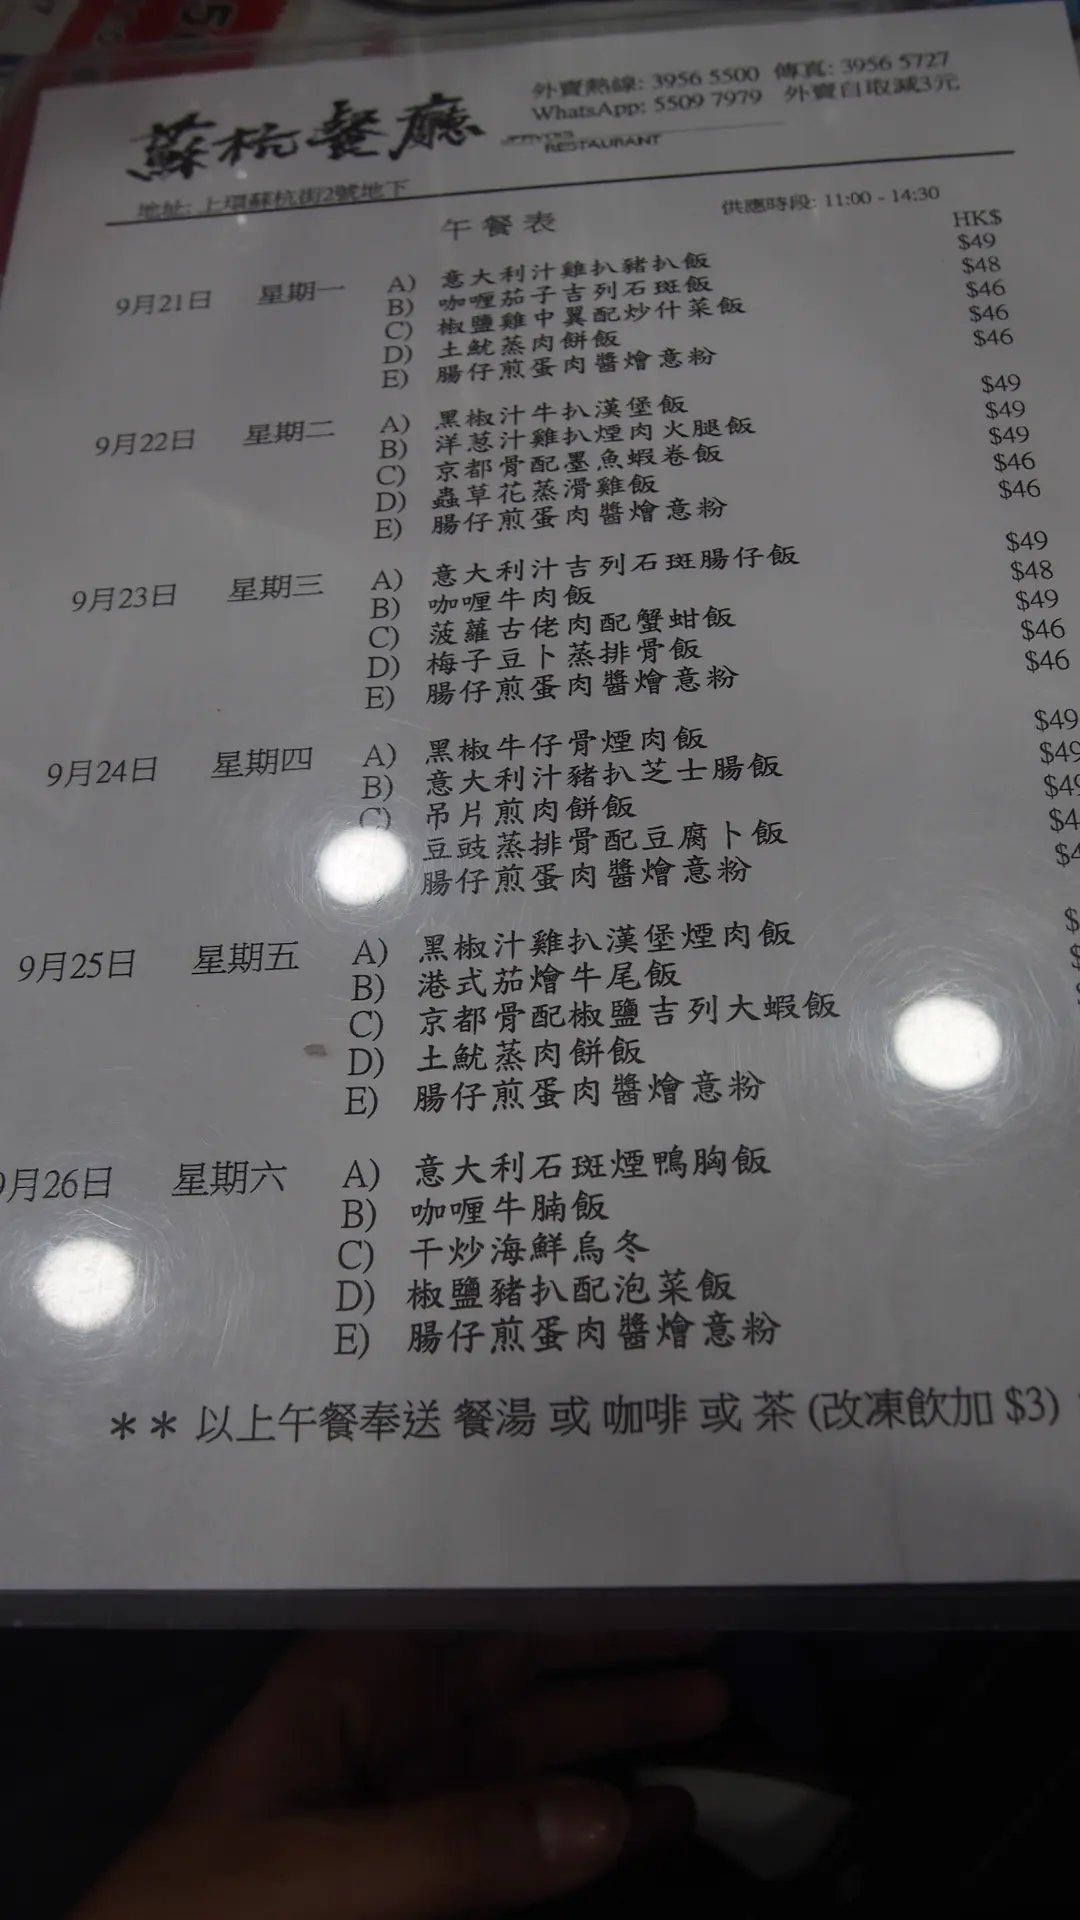 外賣熱線: 3956 5500 傳真: 3956 5727
WhatsApp: 5509 7979 外賣自取減3元
蘇杭餐廳
RESTAURANT
地址: 上環蘇杭街2號地下
午餐表 供應時段: 11:00 - 14:30
HK$
9月21日 星期一 A) 意大利汁雞扒豬扒飯 $49
B) 咖喱茄子吉列石斑飯 $48
C) 椒鹽雞中翼配炒什菜飯 $46
D) 土魷蒸肉餅飯 $46
E) 腸仔煎蛋肉醬燴意粉 $46
9月22日 星期二 A) 黑椒汁牛扒漢堡飯 $49
B) 洋葱汁雞扒煙肉火腿飯 $49
C) 京都骨配墨魚蝦卷飯 $49
D) 蟲草花蒸滑雞飯 $46
E) 腸仔煎蛋肉醬燴意粉 $46
9月23日 星期三 A) 意大利汁吉列石斑腸仔飯 $49
B) 咖喱牛肉飯 $48
C) 菠蘿古佬肉配蟹蚶飯 $49
D) 梅子豆卜蒸排骨飯 $46
E) 腸仔煎蛋肉醬燴意粉 $46
9月24日 星期四 A) 黑椒牛仔骨煙肉飯 $49
B) 意大利汁豬扒芝士腸飯 $49
C) 吊片煎肉餅飯 $49
豆豉蒸排骨配豆腐卜飯 $4
腸仔煎蛋肉醬燴意粉 $4
9月25日 星期五 A) 黑椒汁雞扒漢堡煙肉飯 $
B) 港式茄燴牛尾飯 $
C) 京都骨配椒鹽吉列大蝦飯
D) 土魷蒸肉餅飯
E) 腸仔煎蛋肉醬燴意粉
9月26日 星期六 A) 意大利石斑煙鴨胸飯
B) 咖喱牛腩飯
C) 干炒海鮮烏冬
D) 椒鹽豬扒配泡菜飯
E) 腸仔煎蛋肉醬燴意粉
＊＊ 以上午餐奉送 餐湯 或 咖啡 或 茶 (改凍飲加 $3)